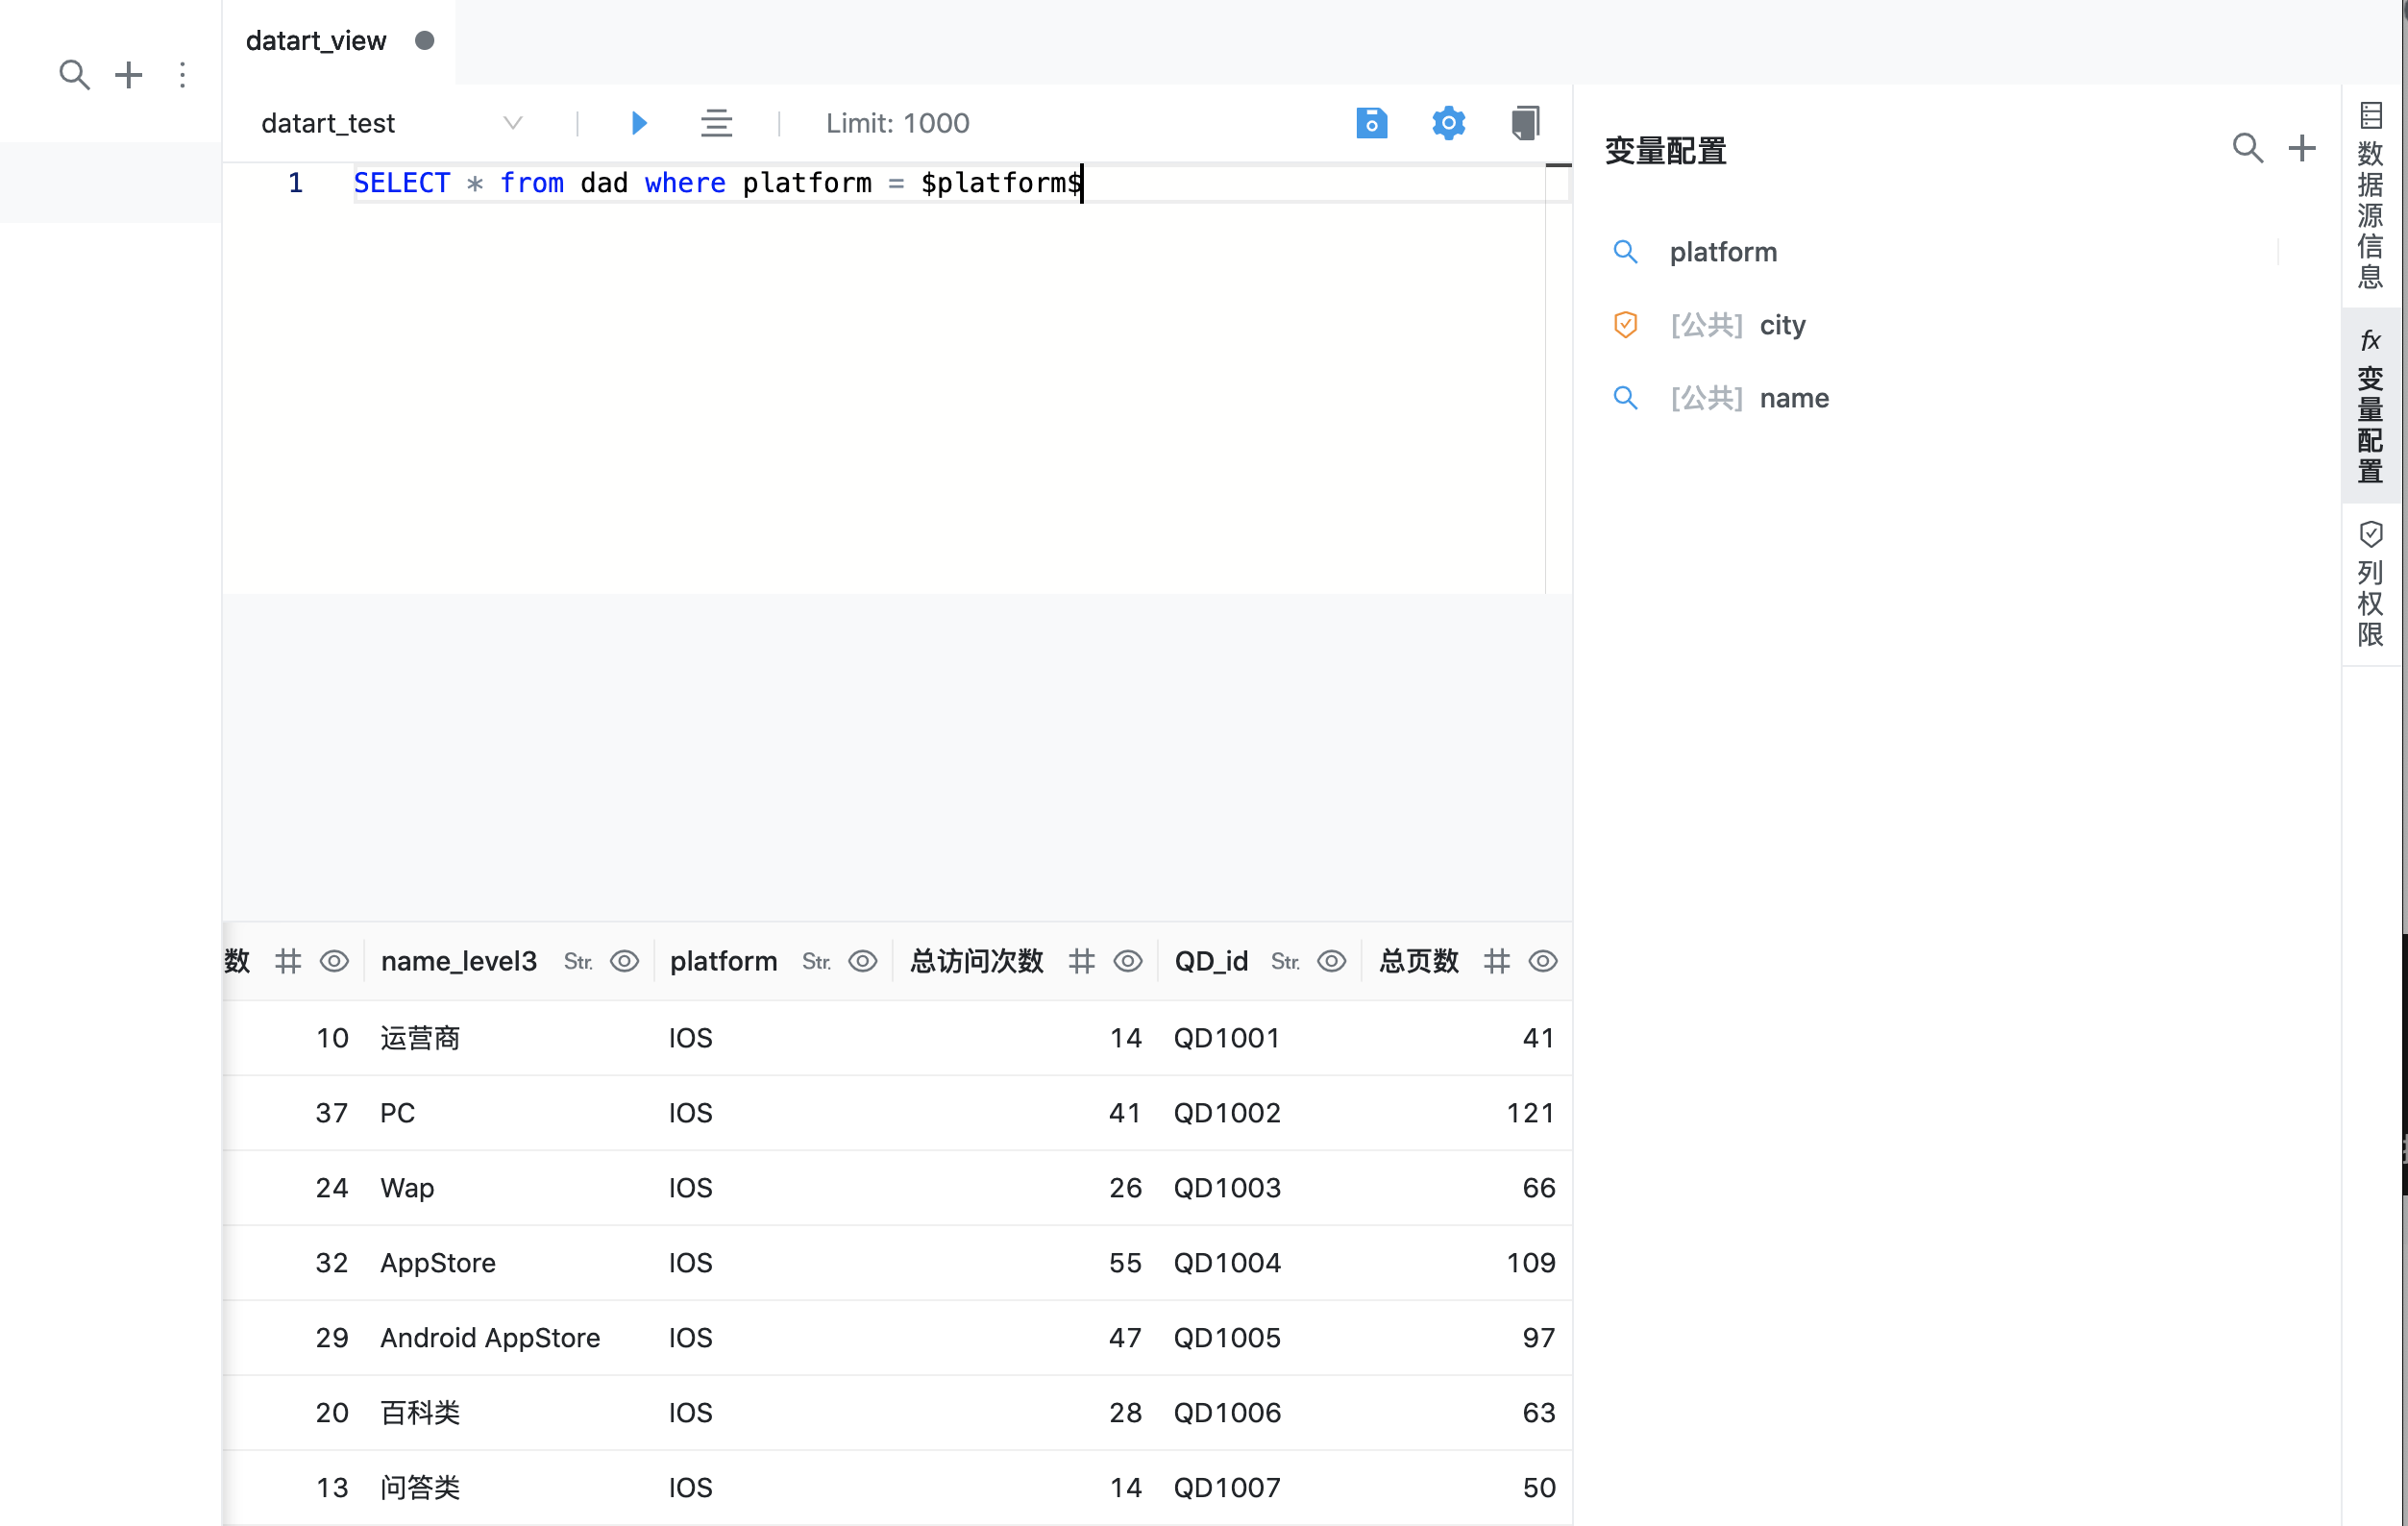 datart_view
datart_test Limit: 1000
1 SELECT * from dad where platform = $platform$
变量配置
platform
[公共] city
[公共] name
数据源信息
fx
变量配置
列权限
数 name_level3 Str. platform Str. 总访问次数 QD_id Str. 总页数
10 运营商 IOS 14 QD1001 41
37 PC IOS 41 QD1002 121
24 Wap IOS 26 QD1003 66
32 AppStore IOS 55 QD1004 109
29 Android AppStore IOS 47 QD1005 97
20 百科类 IOS 28 QD1006 63
13 问答类 IOS 14 QD1007 50